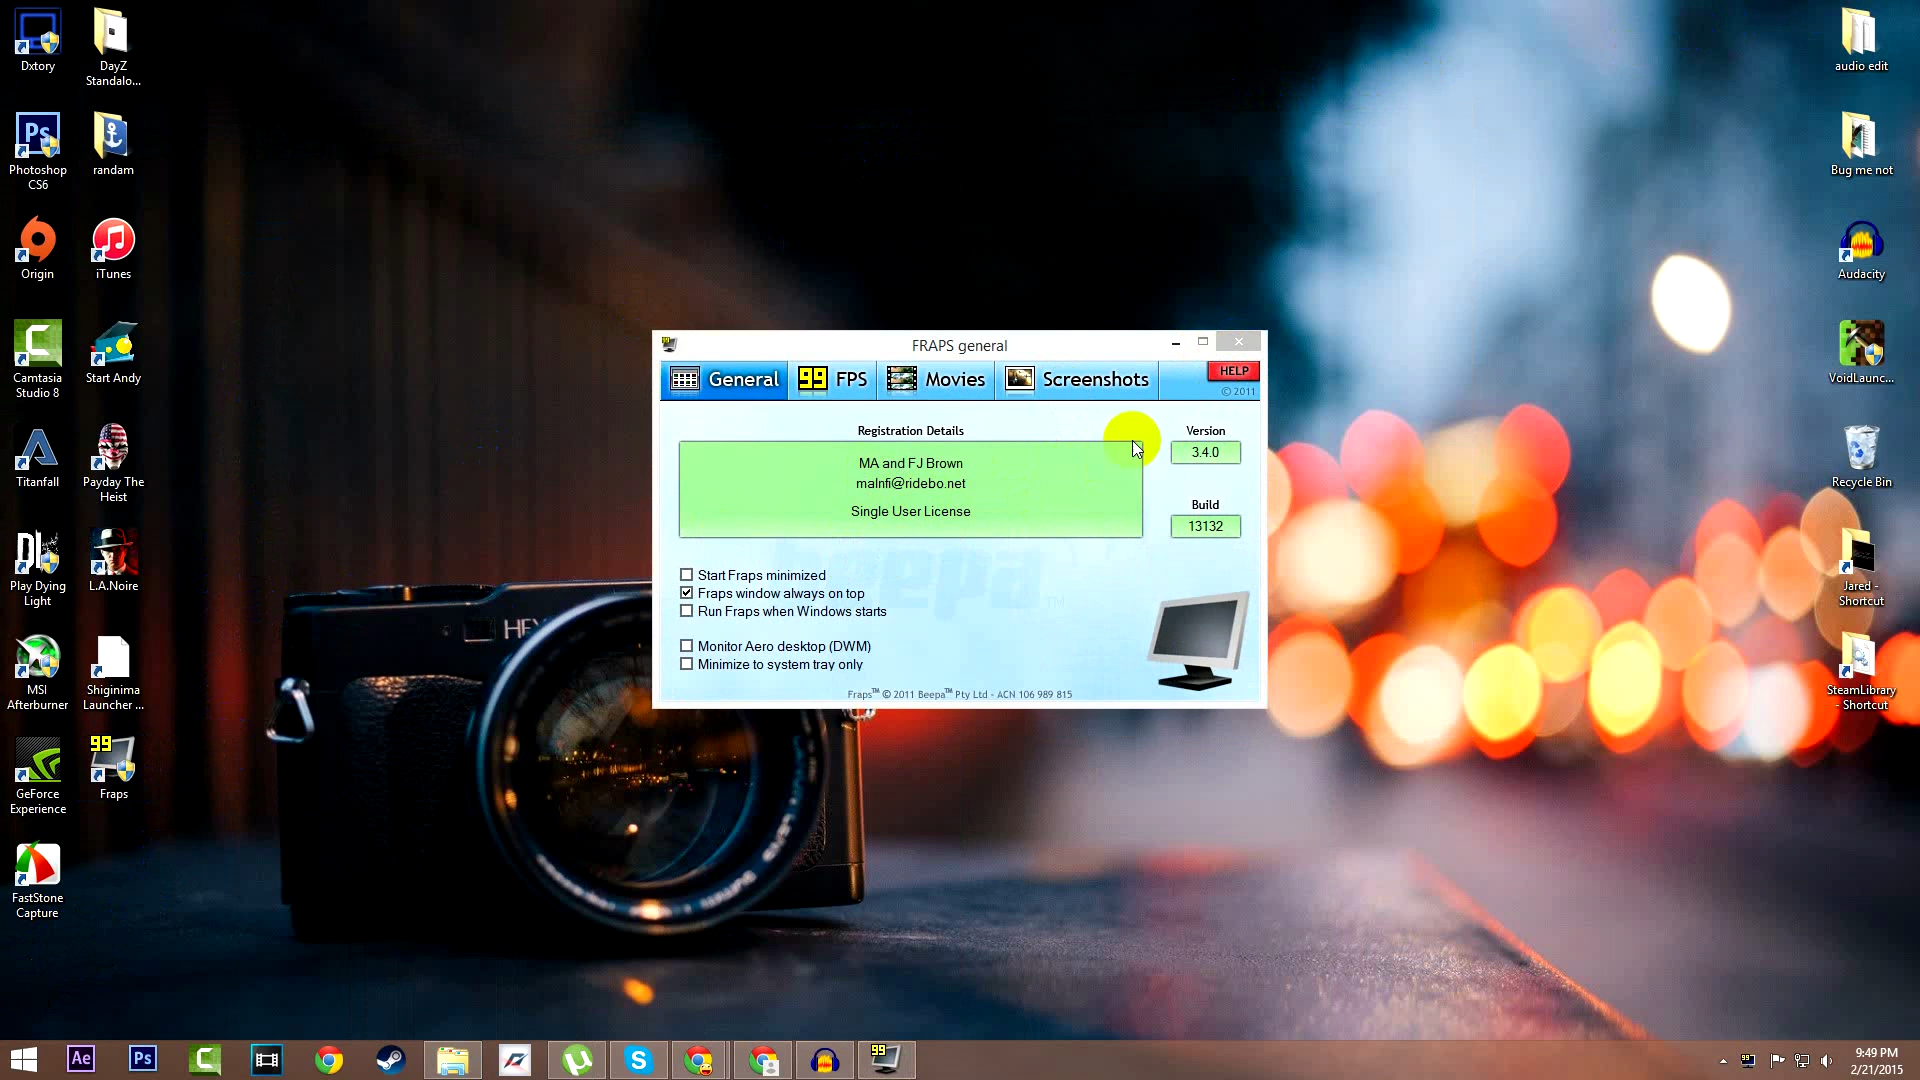 Dxtory
DayZ
Standalo...
Photoshop
CS6
randam
Origin
iTunes
Camtasia
Studio 8
Start Andy
Titanfall
Payday The
Heist
Play Dying
Light
L.A.Noire
MSI
Afterburner
Shiginima
Launcher ...
GeForce
Experience
Fraps
FastStone
Capture
FRAPS general
General
99 FPS
Movies
Screenshots
HELP
© 2011
Registration Details
MA and FJ Brown
malnfi@ridebo.net
Single User License
Version
3.4.0
Build
13132
beepa™
Start Fraps minimized
Fraps window always on top
Run Fraps when Windows starts
Monitor Aero desktop (DWM)
Minimize to system tray only
Fraps™ © 2011 Beepa™ Pty Ltd - ACN 106 989 815
audio edit
Bug me not
Audacity
VoidLaunc...
Recycle Bin
Jared -
Shortcut
SteamLibrary
- Shortcut
Ae
Ps
99
9:49 PM
2/21/2015